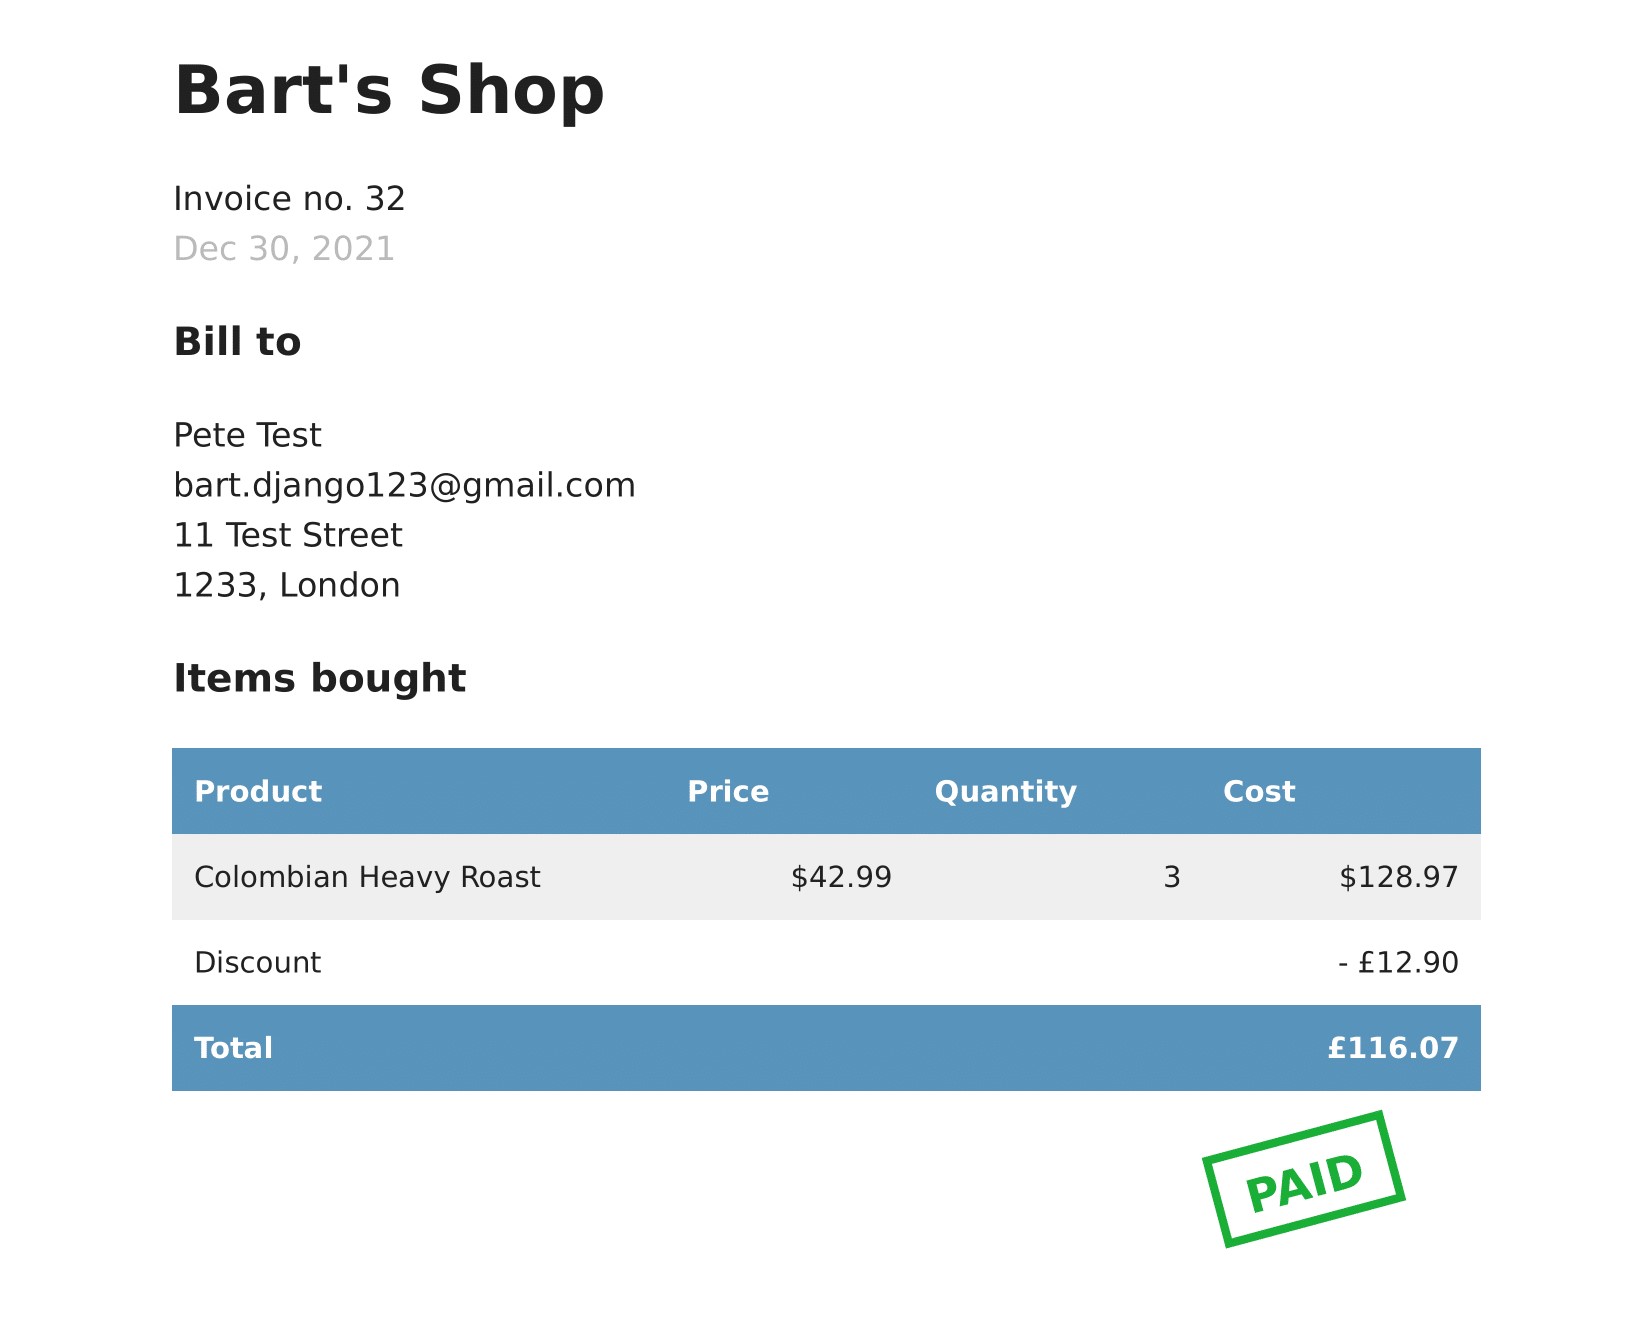 Bart's Shop
Invoice no. 32
Dec 30, 2021
Bill to
Pete Test
bart.django123@gmail.com
11 Test Street
1233, London
Items bought
Product Price Quantity Cost
Colombian Heavy Roast $42.99 3 $128.97
Discount - £12.90
Total £116.07
PAID